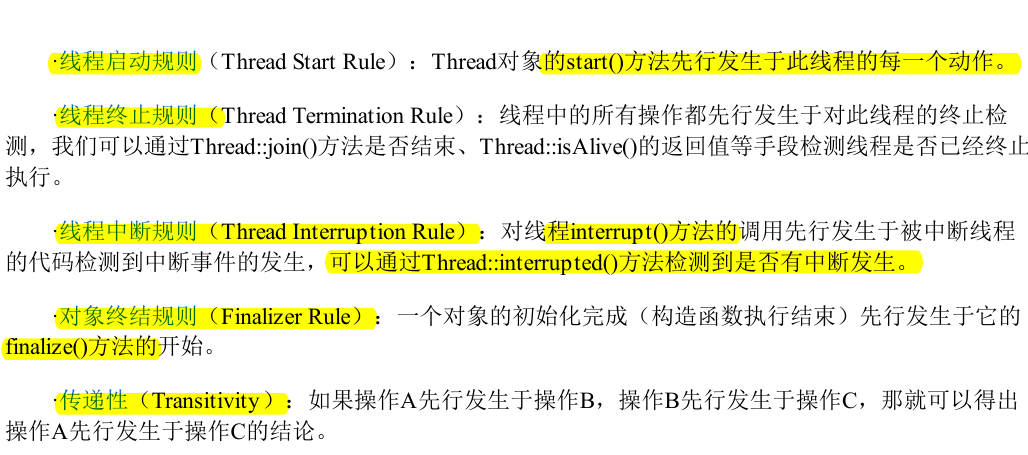 ·线程启动规则（Thread Start Rule）：Thread对象的start()方法先行发生于此线程的每一个动作。
·线程终止规则（Thread Termination Rule）：线程中的所有操作都先行发生于对此线程的终止检
测，我们可以通过Thread::join()方法是否结束、Thread::isAlive()的返回值等手段检测线程是否已经终止
执行。
·线程中断规则（Thread Interruption Rule）：对线程interrupt()方法的调用先行发生于被中断线程
的代码检测到中断事件的发生，可以通过Thread::interrupted()方法检测到是否有中断发生。
·对象终结规则（Finalizer Rule）：一个对象的初始化完成（构造函数执行结束）先行发生于它的
finalize()方法的开始。
·传递性（Transitivity）：如果操作A先行发生于操作B，操作B先行发生于操作C，那就可以得出
操作A先行发生于操作C的结论。